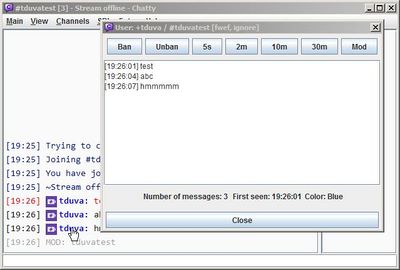 #tduvatest [3] - Stream offline - Chatty
Main View Channels
User: +tduva / #tduvatest [fwef, ignore]
Ban Unban 5s 2m 10m 30m Mod
[19:26:01] test
[19:26:04] abc
[19:26:07] hmmmmm
Number of messages: 3 First seen: 19:26:01 Color: Blue
Close
[19:25] Trying to c
[19:25] Joining #td
[19:25] You have jo
[19:25] ~Stream off
[19:26] tduva: te
[19:26] tduva: ab
[19:26] tduva: hm
[19:26] MOD: tduvatest